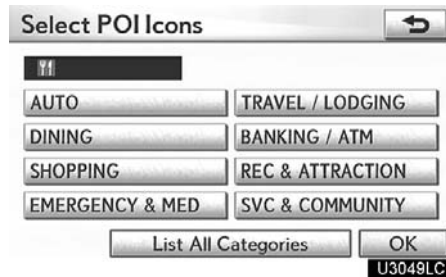 Select POI Icons
AUTO
TRAVEL / LODGING
DINING
BANKING / ATM
SHOPPING
REC & ATTRACTION
EMERGENCY & MED
SVC & COMMUNITY
List All Categories
OK
U3049LC